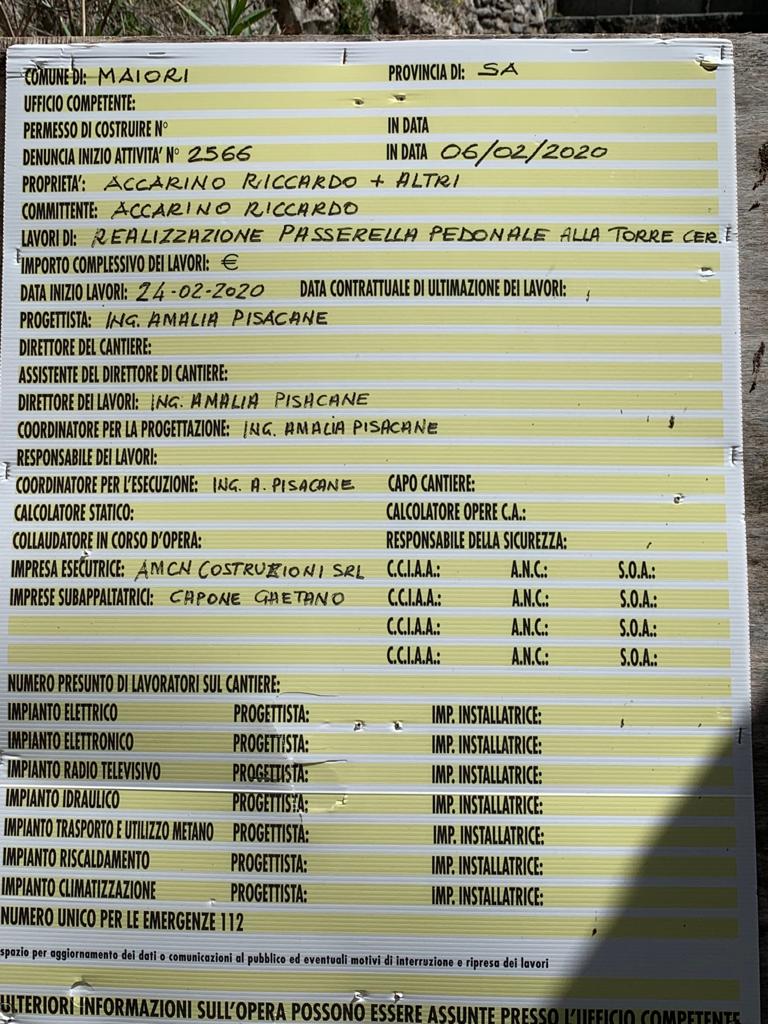 COMUNE DI: MAIORI PROVINCIA DI: SA
UFFICIO COMPETENTE:
PERMESSO DI COSTRUIRE N° IN DATA
DENUNCIA INIZIO ATTIVITA' N° 2566 IN DATA 06/02/2020
PROPRIETA': ACCARINO RICCARDO + ALTRI
COMMITTENTE: ACCARINO RICCARDO
LAVORI DI: REALIZZAZIONE PASSERELLA PEDONALE ALLA TORRE CER.
IMPORTO COMPLESSIVO DEI LAVORI: €
DATA INIZIO LAVORI: 24-02-2020 DATA CONTRATTUALE DI ULTIMAZIONE DEI LAVORI:
PROGETTISTA: ING. AMALIA PISACANE
DIRETTORE DEL CANTIERE:
ASSISTENTE DEL DIRETTORE DI CANTIERE:
DIRETTORE DEI LAVORI: ING. AMALIA PISACANE
COORDINATORE PER LA PROGETTAZIONE: ING. AMALIA PISACANE
RESPONSABILE DEI LAVORI:
COORDINATORE PER L'ESECUZIONE: ING. A. PISACANE CAPO CANTIERE:
CALCOLATORE STATICO: CALCOLATORE OPERE C.A.:
COLLAUDATORE IN CORSO D'OPERA: RESPONSABILE DELLA SICUREZZA:
IMPRESA ESECUTRICE: AMCN COSTRUZIONI SRL C.C.I.A.A.: A.N.C.: S.O.A.:
IMPRESE SUBAPPALTATRICI: CAPONE GAETANO C.C.I.A.A.: A.N.C.: S.O.A.:
C.C.I.A.A.: A.N.C.: S.O.A.:
C.C.I.A.A.: A.N.C.: S.O.A.:
NUMERO PRESUNTO DI LAVORATORI SUL CANTIERE:
IMPIANTO ELETTRICO PROGETTISTA: IMP. INSTALLATRICE:
IMPIANTO ELETTRONICO PROGETTISTA: IMP. INSTALLATRICE:
IMPIANTO RADIO TELEVISIVO PROGETTISTA: IMP. INSTALLATRICE:
IMPIANTO IDRAULICO PROGETTISTA: IMP. INSTALLATRICE:
IMPIANTO TRASPORTO E UTILIZZO METANO PROGETTISTA: IMP. INSTALLATRICE:
IMPIANTO RISCALDAMENTO PROGETTISTA: IMP. INSTALLATRICE:
IMPIANTO CLIMATIZZAZIONE PROGETTISTA: IMP. INSTALLATRICE:
NUMERO UNICO PER LE EMERGENZE 112
spazio per aggiornamento dei dati o comunicazioni al pubblico ed eventuali motivi di interruzione e ripresa dei lavori
ULTERIORI INFORMAZIONI SULL'OPERA POSSONO ESSERE ASSUNTE PRESSO L'UFFICIO COMPETENTE